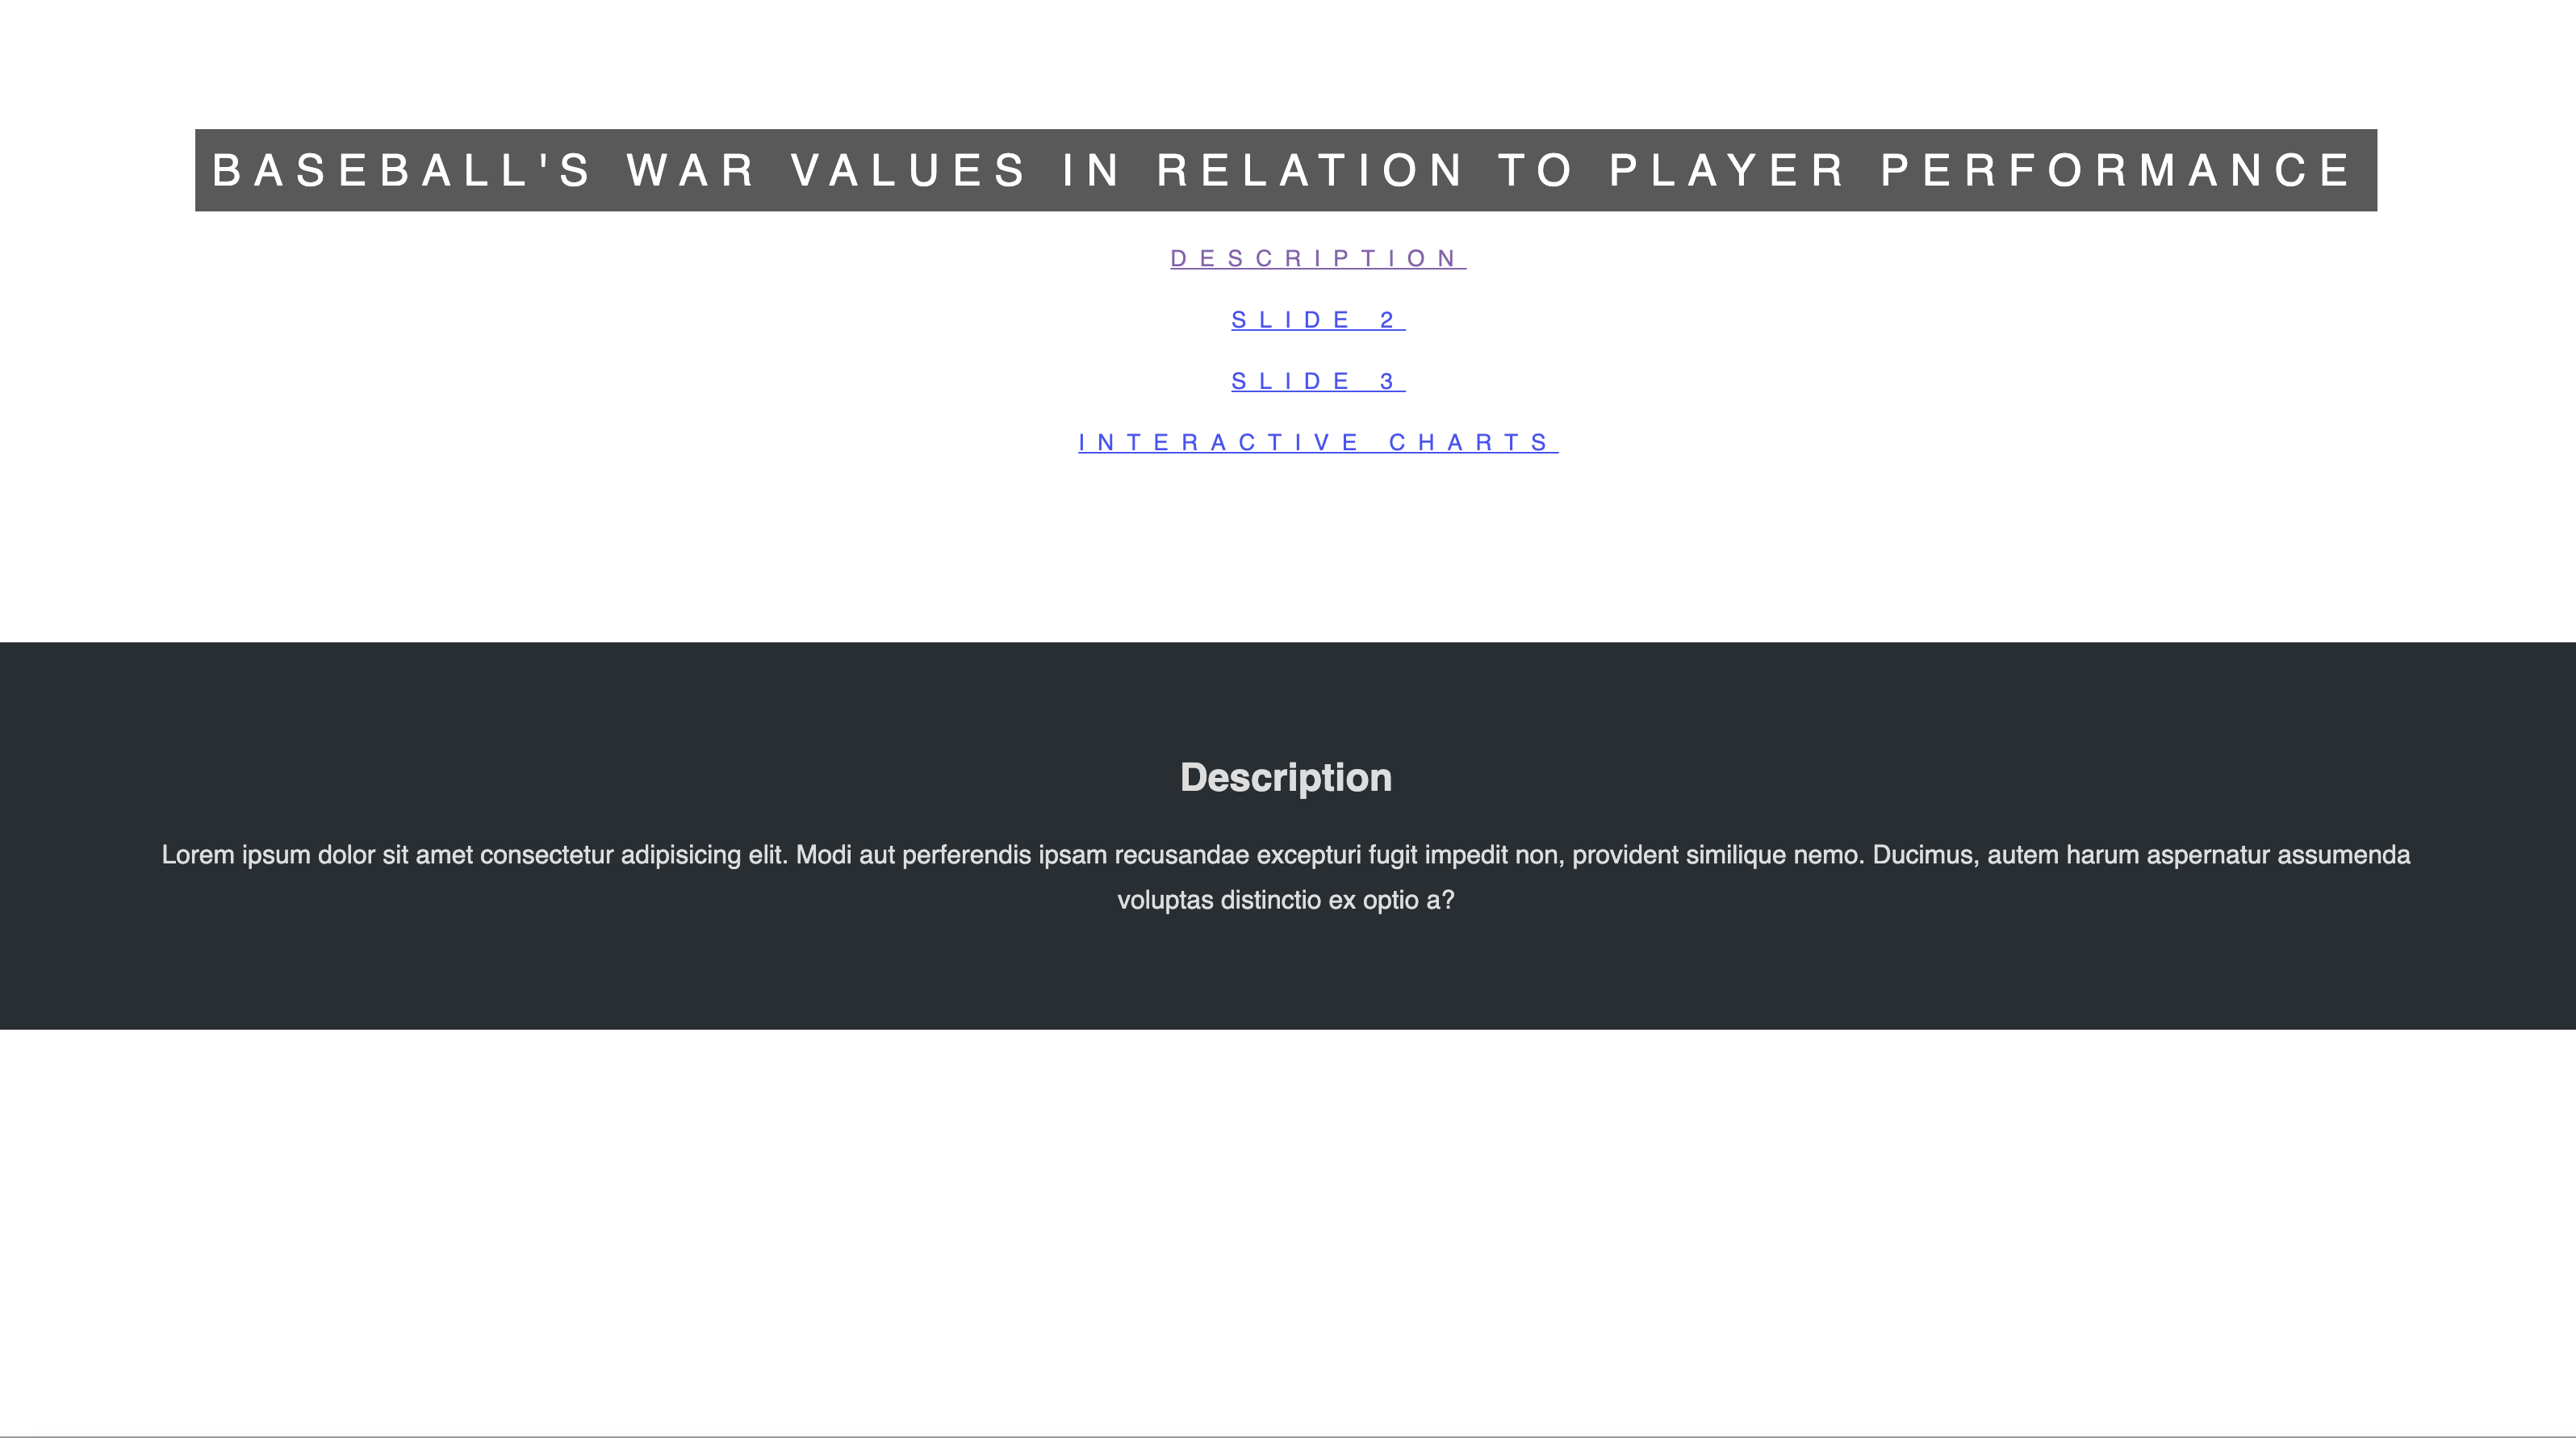 BASEBALL'S WAR VALUES IN RELATION TO PLAYER PERFORMANCE
DESCRIPTION
SLIDE 2
SLIDE 3
INTERACTIVE CHARTS
Description
Lorem ipsum dolor sit amet consectetur adipisicing elit. Modi aut perferendis ipsam recusandae excepturi fugit impedit non, provident similique nemo. Ducimus, autem harum aspernatur assumenda
voluptas distinctio ex optio a?